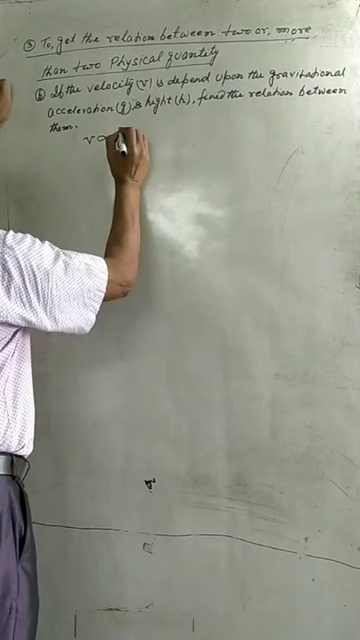 ③ To, get the relation between two or, more
than two Physical quantity
ⓑ If the velocity (v) is depend upon the gravitational
acceleration (g) & hight (h), find the relation between
them.
v ∝